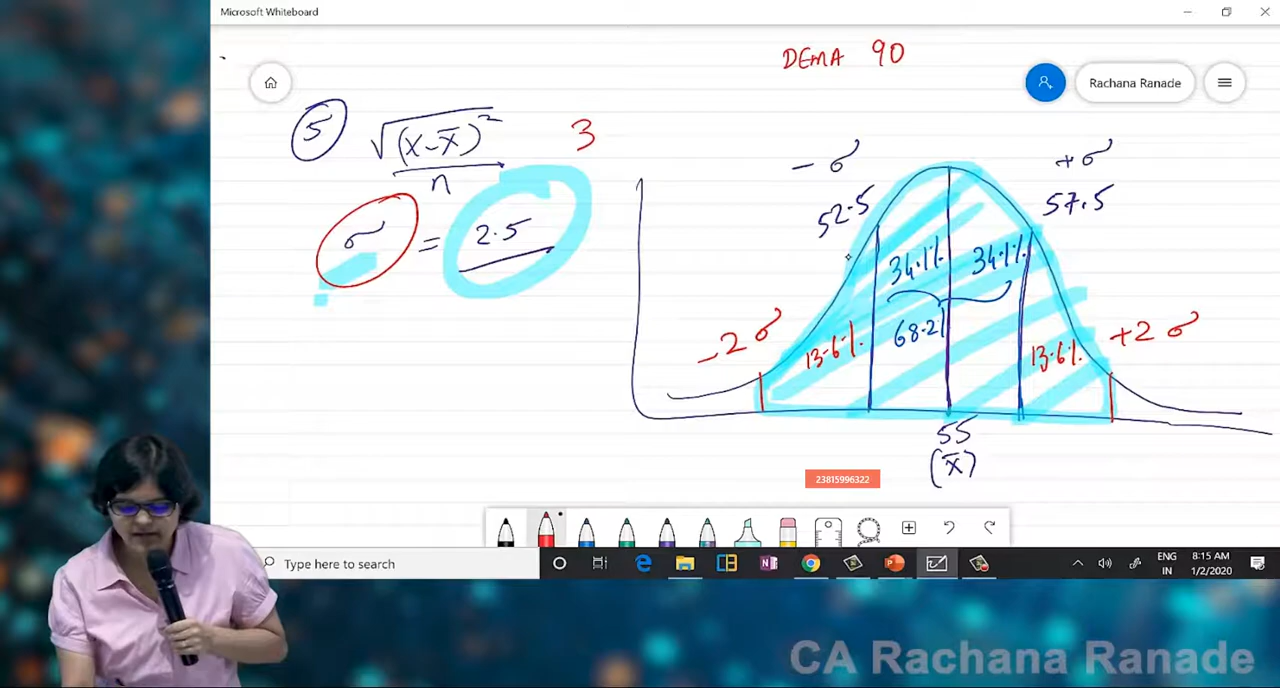 Microsoft Whiteboard
DEMA 90
Rachana Ranade
5
√(x-x̄)²
n
3
σ = 2.5
-σ
52.5
+σ
57.5
34.1%
34.1%
68.2%
-2σ
13.6%
13.6%
+2σ
55
(x̄)
23815996322
Type here to search
ENG
IN
8:15 AM
1/2/2020
CA Rachana Ranade